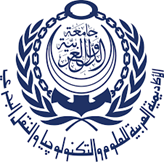 جامعة
الدول العربية
الأكاديمية العربية للعلوم والتكنولوجيا والنقل البحري